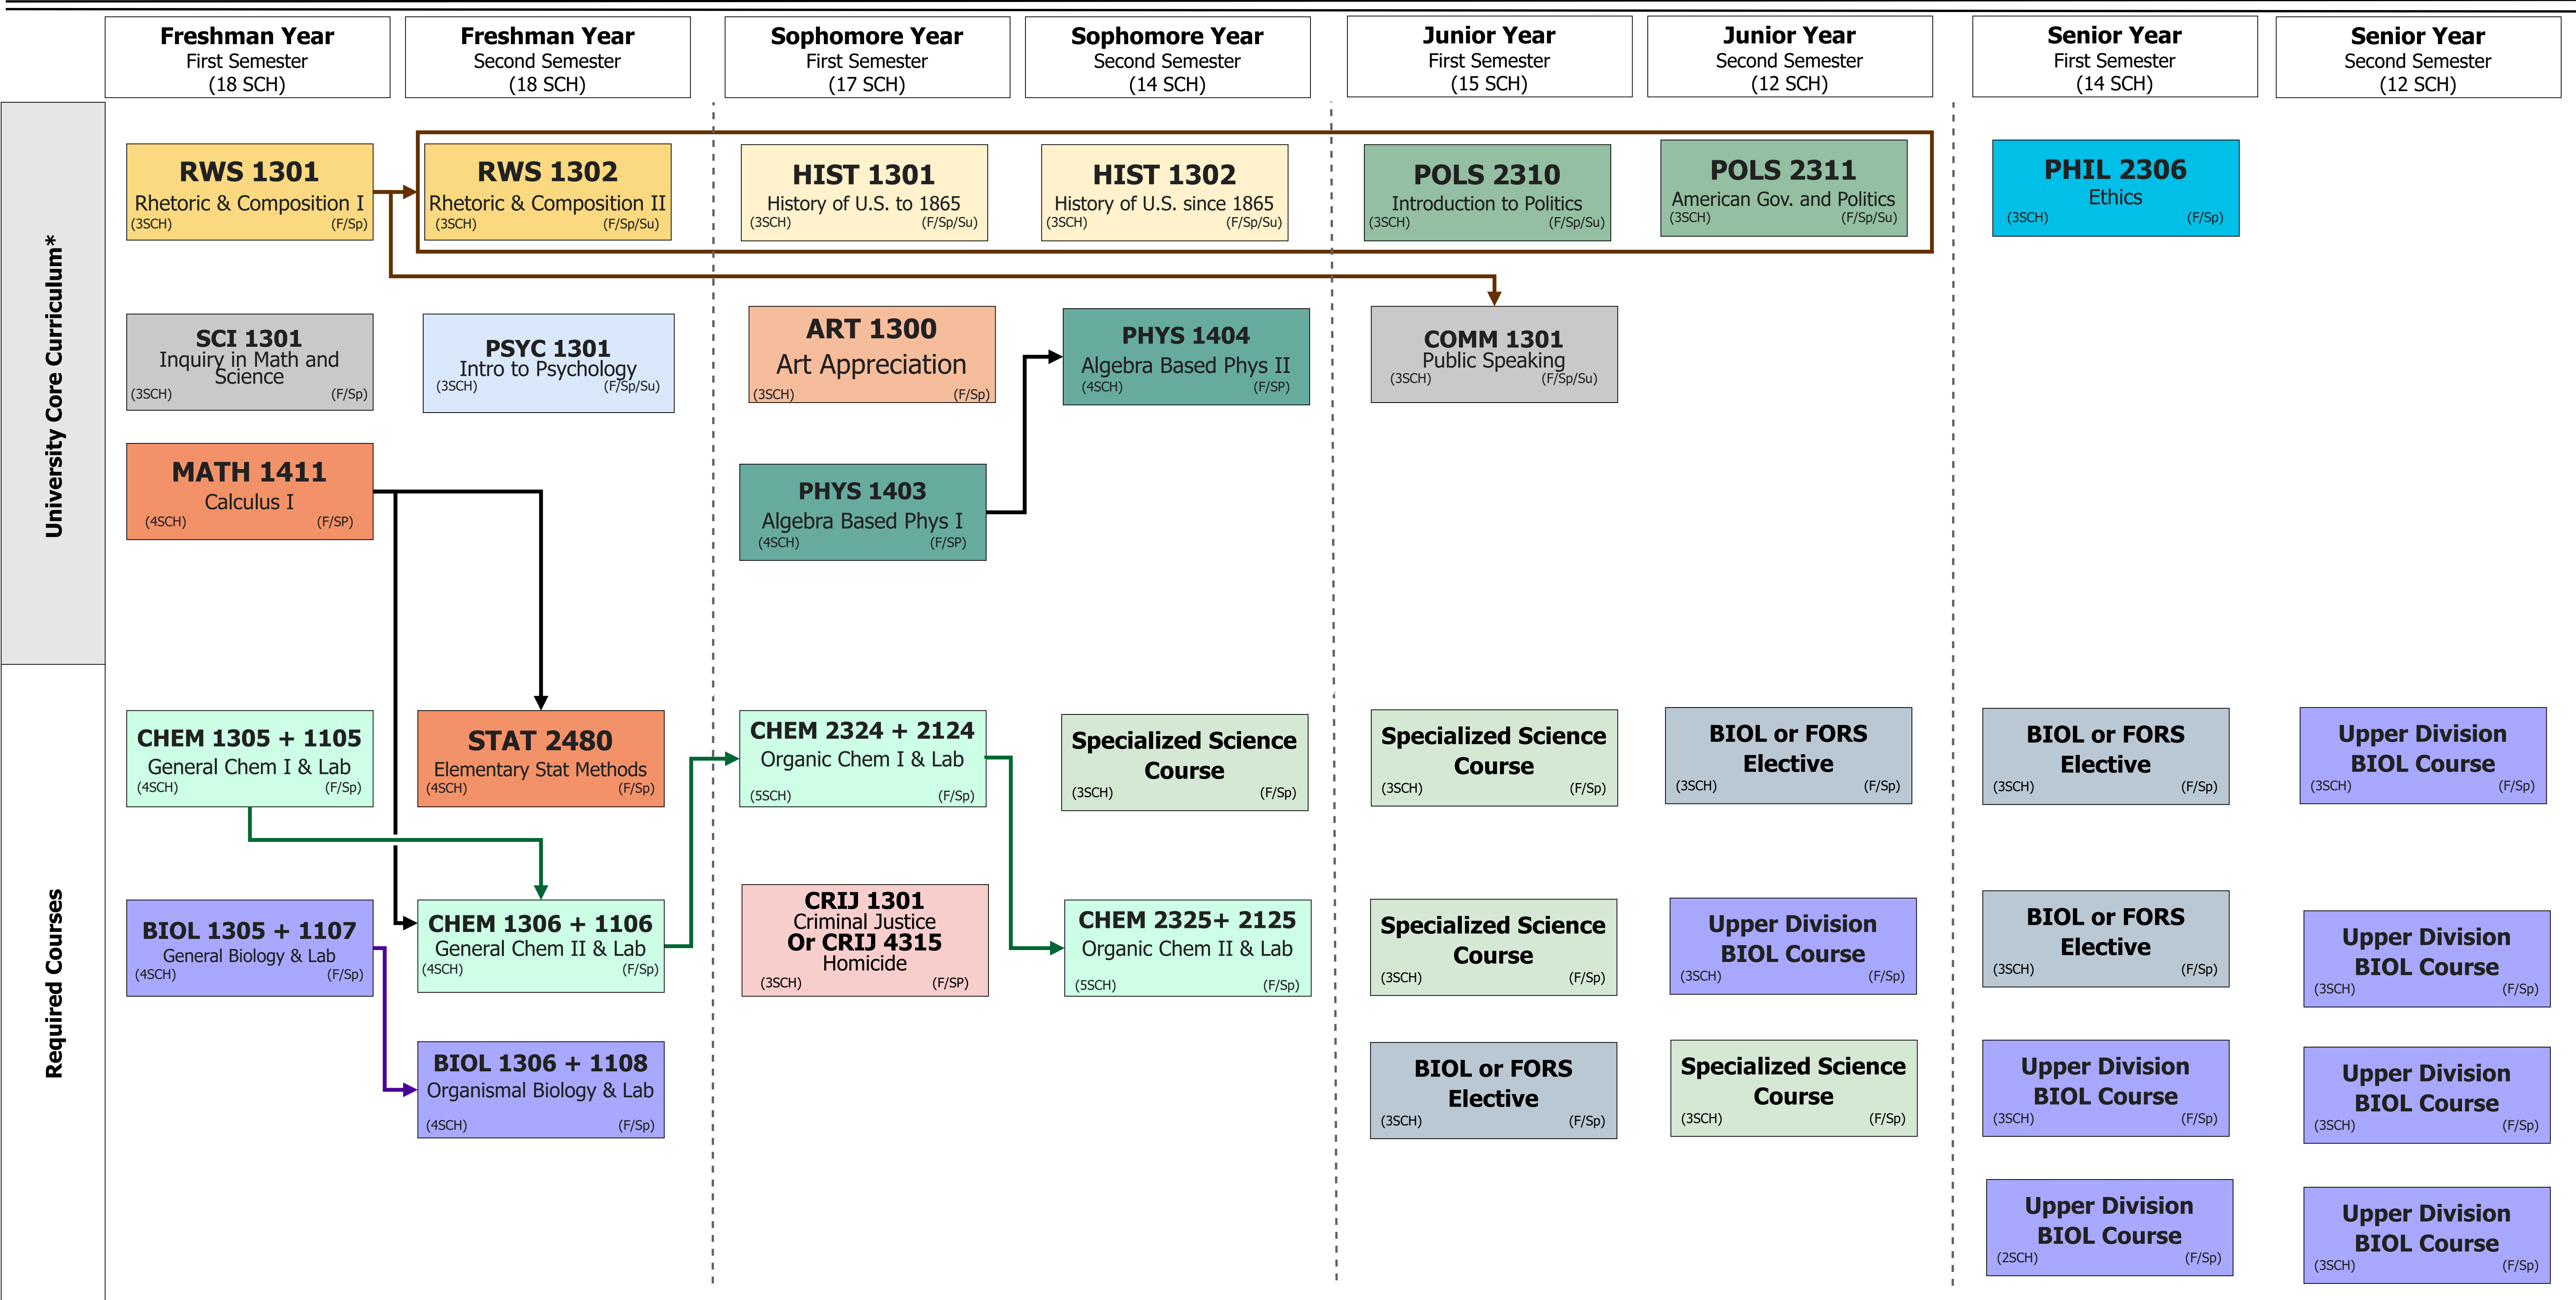 Freshman Year
First Semester
(18 SCH)
Freshman Year
Second Semester
(18 SCH)
Sophomore Year
First Semester
(17 SCH)
Sophomore Year
Second Semester
(14 SCH)
Junior Year
First Semester
(15 SCH)
Junior Year
Second Semester
(12 SCH)
Senior Year
First Semester
(14 SCH)
Senior Year
Second Semester
(12 SCH)
University Core Curriculum*
RWS 1301
Rhetoric & Composition I
(3SCH) (F/Sp)
RWS 1302
Rhetoric & Composition II
(3SCH) (F/Sp/Su)
HIST 1301
History of U.S. to 1865
(3SCH) (F/Sp/Su)
HIST 1302
History of U.S. since 1865
(3SCH) (F/Sp/Su)
POLS 2310
Introduction to Politics
(3SCH) (F/Sp/Su)
POLS 2311
American Gov. and Politics
(3SCH) (F/Sp/Su)
PHIL 2306
Ethics
(3SCH) (F/Sp)
SCI 1301
Inquiry in Math and
Science
(3SCH) (F/Sp)
PSYC 1301
Intro to Psychology
(3SCH) (F/Sp/Su)
ART 1300
Art Appreciation
(3SCH) (F/Sp)
PHYS 1404
Algebra Based Phys II
(4SCH) (F/SP)
COMM 1301
Public Speaking
(3SCH) (F/Sp/Su)
MATH 1411
Calculus I
(4SCH) (F/SP)
PHYS 1403
Algebra Based Phys I
(4SCH) (F/SP)
Required Courses
CHEM 1305 + 1105
General Chem I & Lab
(4SCH) (F/Sp)
STAT 2480
Elementary Stat Methods
(4SCH) (F/Sp)
CHEM 2324 + 2124
Organic Chem I & Lab
(5SCH) (F/Sp)
Specialized Science
Course
(3SCH) (F/Sp)
Specialized Science
Course
(3SCH) (F/Sp)
BIOL or FORS
Elective
(3SCH) (F/Sp)
BIOL or FORS
Elective
(3SCH) (F/Sp)
Upper Division
BIOL Course
(3SCH) (F/Sp)
BIOL 1305 + 1107
General Biology & Lab
(4SCH) (F/Sp)
CHEM 1306 + 1106
General Chem II & Lab
(4SCH) (F/Sp)
CRIJ 1301
Criminal Justice
Or CRIJ 4315
Homicide
(3SCH) (F/SP)
CHEM 2325+ 2125
Organic Chem II & Lab
(5SCH) (F/Sp)
Specialized Science
Course
(3SCH) (F/Sp)
Upper Division
BIOL Course
(3SCH) (F/Sp)
BIOL or FORS
Elective
(3SCH) (F/Sp)
Upper Division
BIOL Course
(3SCH) (F/Sp)
BIOL 1306 + 1108
Organismal Biology & Lab
(4SCH) (F/Sp)
BIOL or FORS
Elective
(3SCH) (F/Sp)
Specialized Science
Course
(3SCH) (F/Sp)
Upper Division
BIOL Course
(3SCH) (F/Sp)
Upper Division
BIOL Course
(3SCH) (F/Sp)
Upper Division
BIOL Course
(2SCH) (F/Sp)
Upper Division
BIOL Course
(3SCH) (F/Sp)